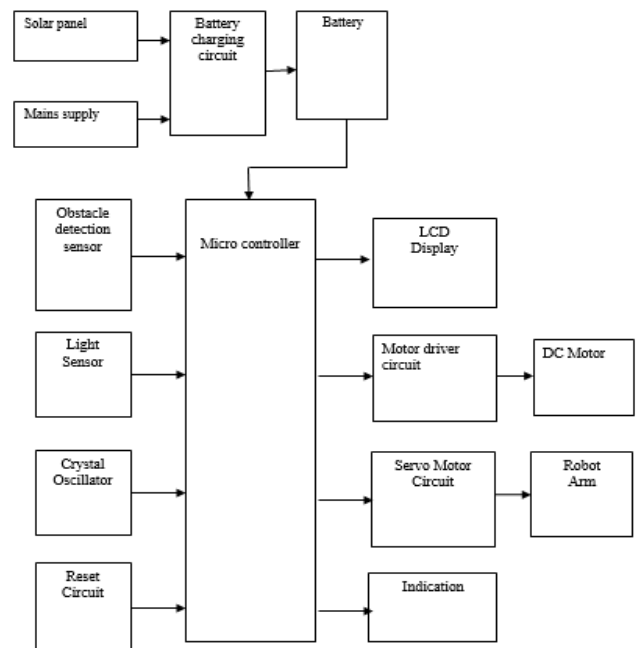 Solar panel
Battery
charging
circuit
Battery
Mains supply
Obstacle
detection
sensor
Micro controller
LCD
Display
Light
Sensor
Motor driver
circuit
DC Motor
Crystal
Oscillator
Servo Motor
Circuit
Robot
Arm
Reset
Circuit
Indication